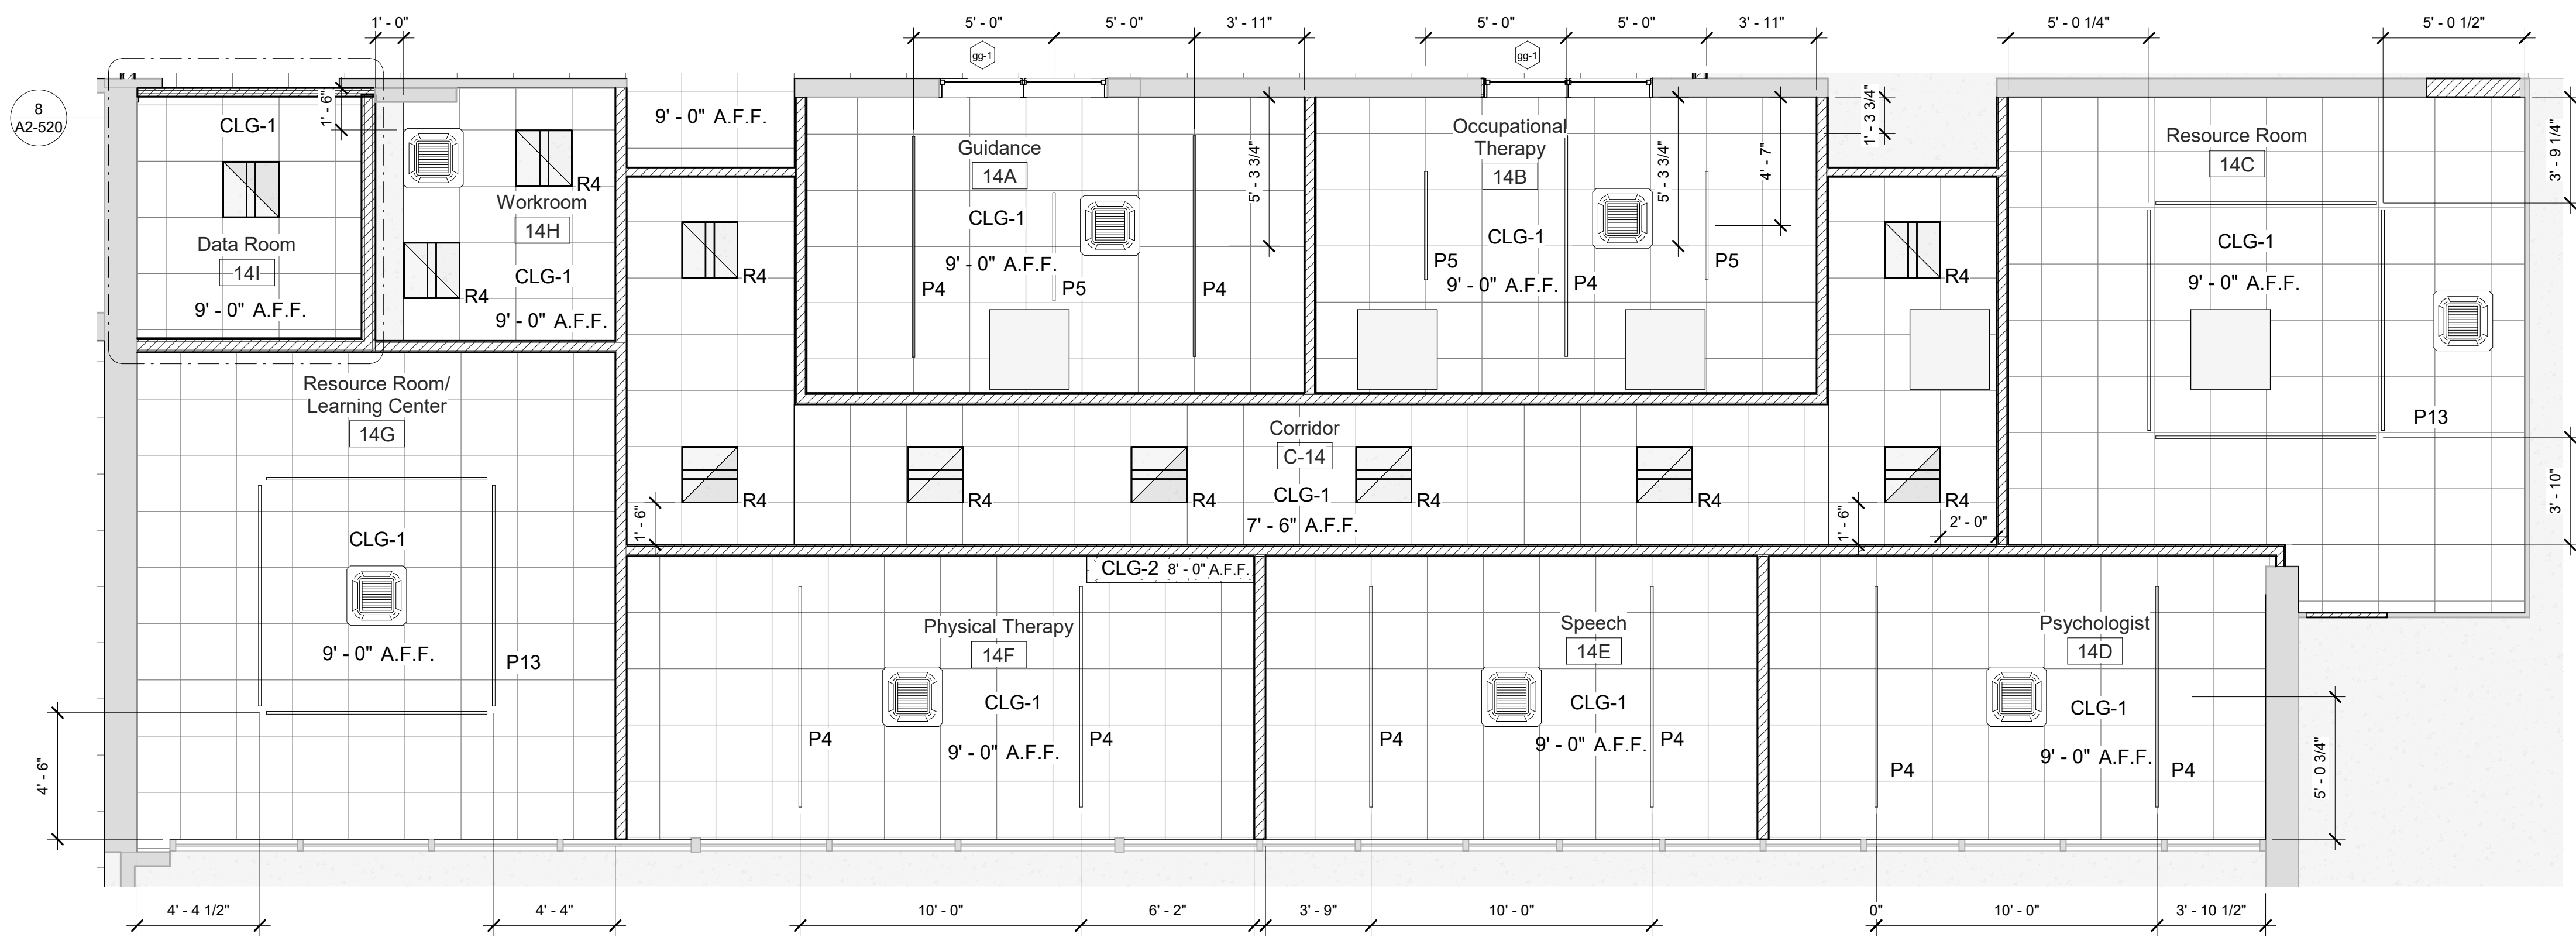 1' - 0"
5' - 0"
5' - 0"
3' - 11"
5' - 0"
5' - 0"
3' - 11"
5' - 0 1/4"
5' - 0 1/2"
gg-1
gg-1
8
A2-520
1' - 6"
CLG-1
Data Room
14I
9' - 0" A.F.F.
R4
Workroom
14H
CLG-1
R4
9' - 0" A.F.F.
9' - 0" A.F.F.
R4
Guidance
14A
CLG-1
9' - 0" A.F.F.
P4
P5
P4
5' - 3 3/4"
Occupational
Therapy
14B
CLG-1
9' - 0" A.F.F.
P5
P4
P5
5' - 3 3/4"
4' - 7"
1' - 3 3/4"
R4
Resource Room
14C
CLG-1
9' - 0" A.F.F.
P13
3' - 9 1/4"
3' - 10"
Resource Room/
Learning Center
14G
CLG-1
9' - 0" A.F.F.
P13
4' - 6"
Corridor
C-14
CLG-1
7' - 6" A.F.F.
R4
R4
R4
R4
R4
R4
1' - 6"
1' - 6"
2' - 0"
CLG-2 8' - 0" A.F.F.
Physical Therapy
14F
CLG-1
9' - 0" A.F.F.
P4
P4
Speech
14E
CLG-1
9' - 0" A.F.F.
P4
P4
Psychologist
14D
CLG-1
9' - 0" A.F.F.
P4
P4
5' - 0 3/4"
4' - 4 1/2"
4' - 4"
10' - 0"
6' - 2"
3' - 9"
10' - 0"
0"
10' - 0"
3' - 10 1/2"